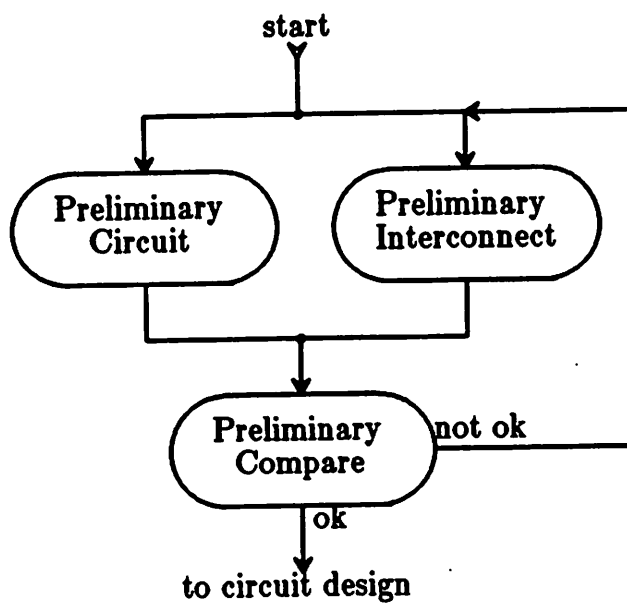 start
Preliminary
Circuit
Preliminary
Interconnect
Preliminary
Compare
not ok
ok
to circuit design